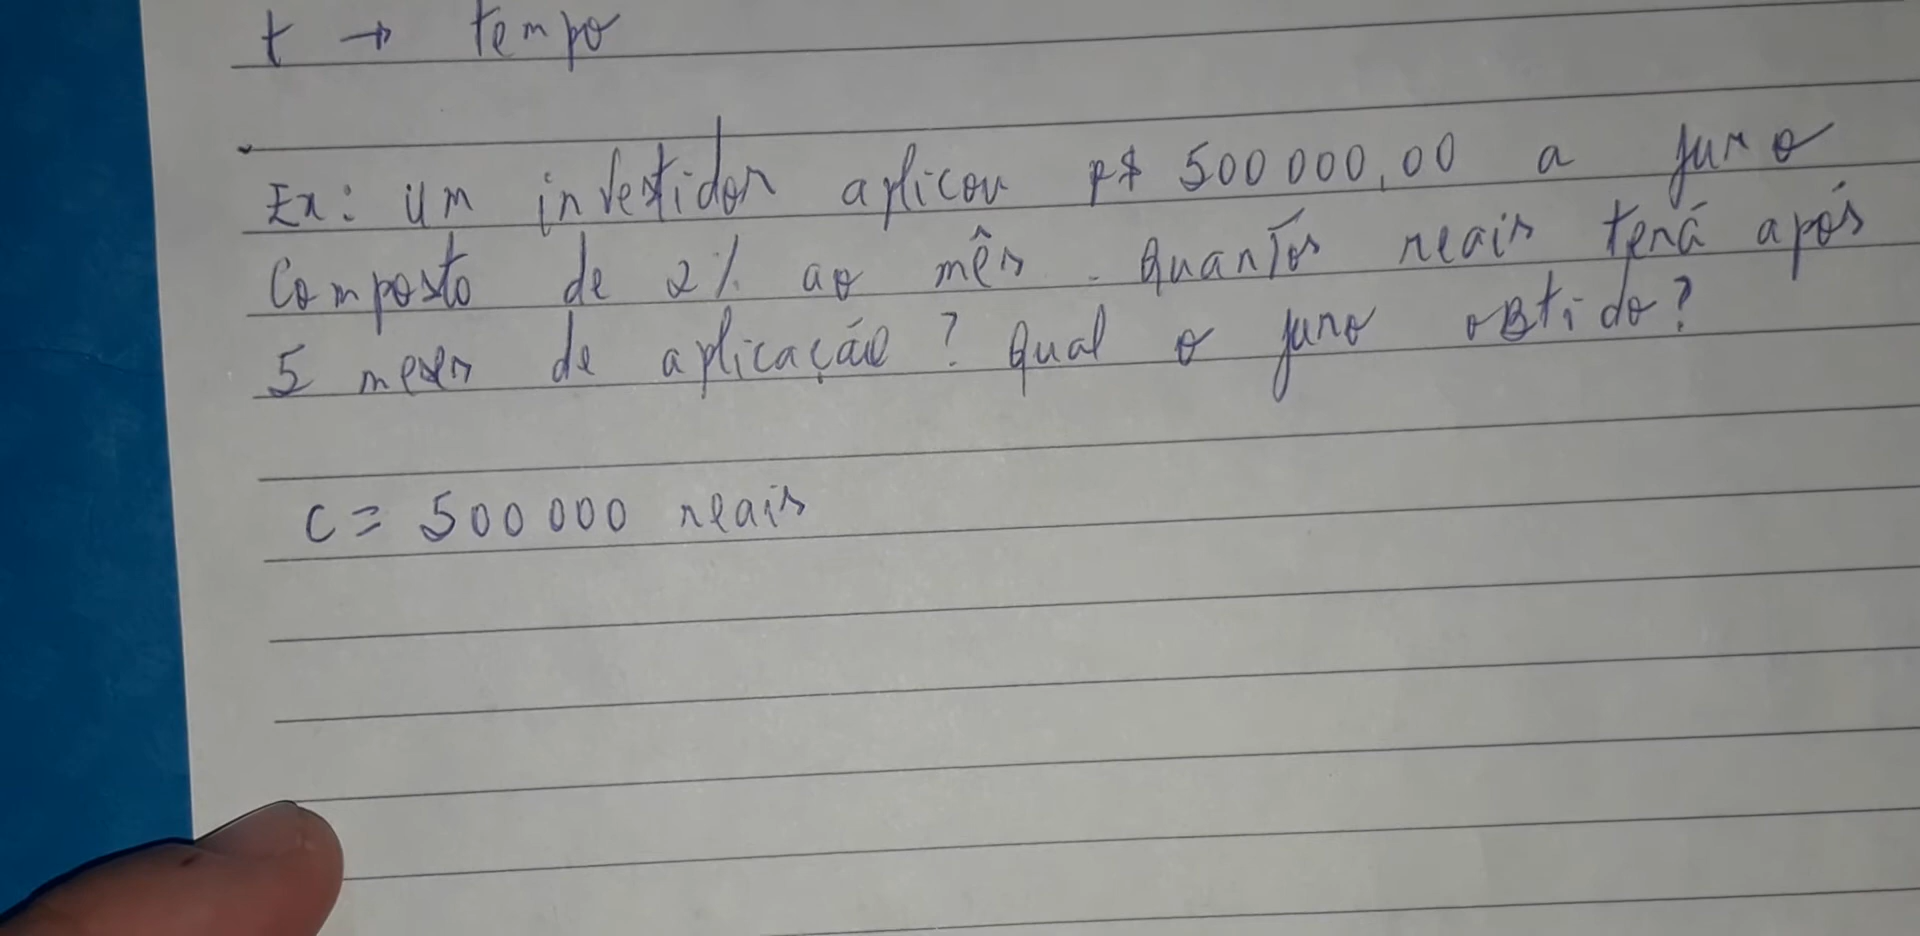 t → tempo
Ex: um investidor aplicou R$ 500 000,00 a juro
Composto de 2% ao mês. Quantos reais terá após
5 meses de aplicação? Qual o juro obtido?
C = 500 000 reais